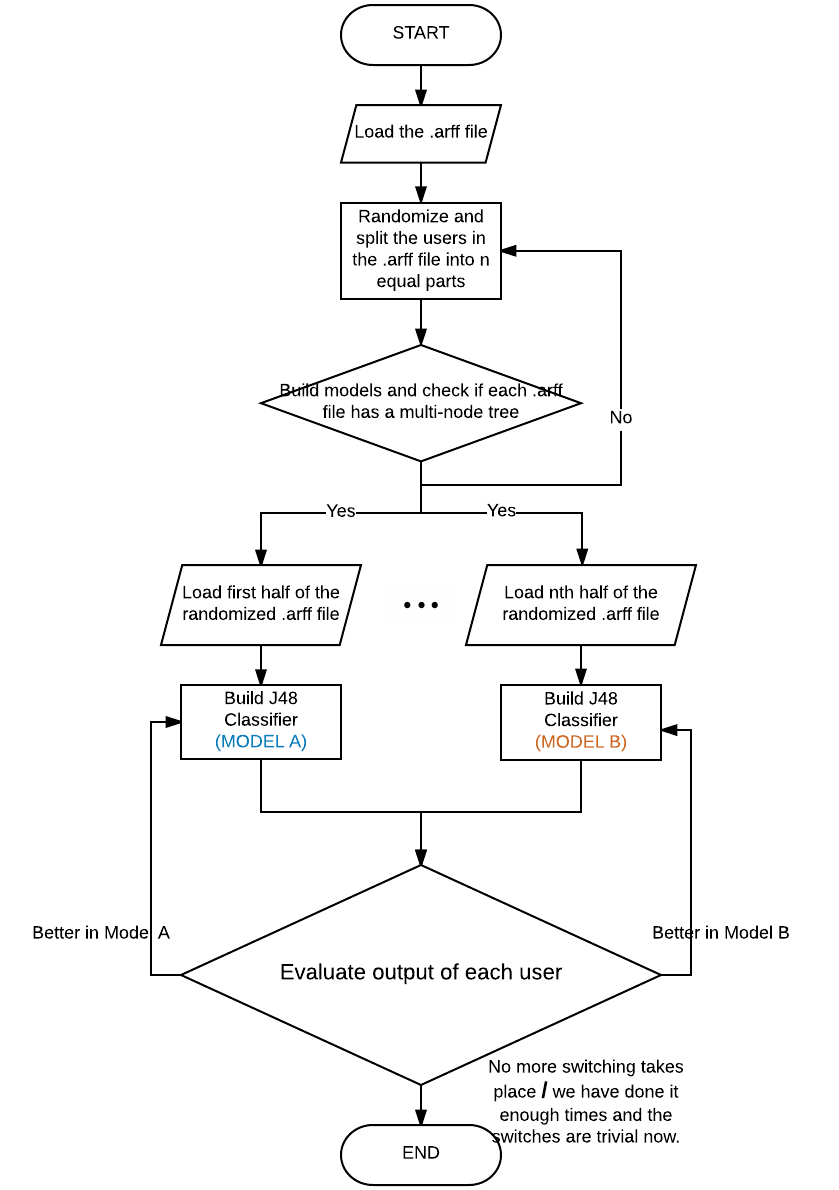 START
Load the .arff file
Randomize and
split the users in
the .arff file into n
equal parts
Build models and check if each .arff
file has a multi-node tree
No
Yes
Yes
Load first half of the
randomized .arff file
• • •
Load nth half of the
randomized .arff file
Build J48
Classifier
(MODEL A)
Build J48
Classifier
(MODEL B)
Better in Model A
Better in Model B
Evaluate output of each user
No more switching takes
place / we have done it
enough times and the
switches are trivial now.
END